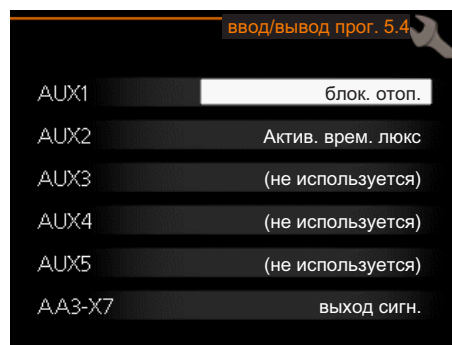 ввод/вывод прог. 5.4
AUX1 блок. отоп.
AUX2 Актив. врем. люкс
AUX3 (не используется)
AUX4 (не используется)
AUX5 (не используется)
AA3-X7 выход сигн.